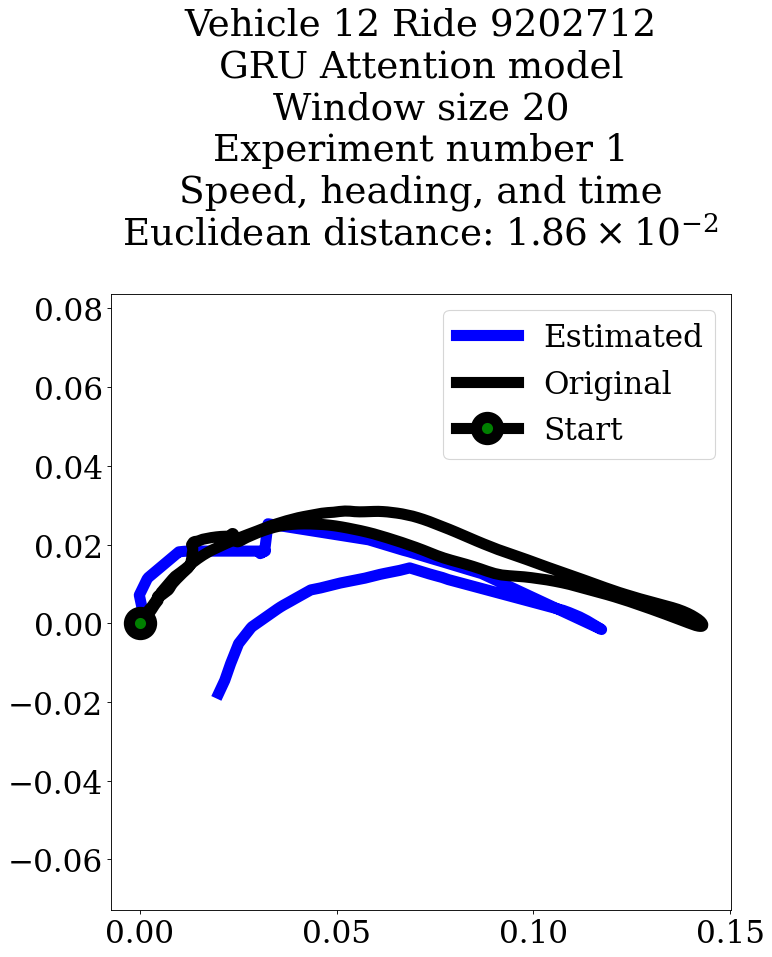 Vehicle 12 Ride 9202712
GRU Attention model
Window size 20
Experiment number 1
Speed, heading, and time
Euclidean distance: 1.86 × 10⁻²
0.08
0.06
0.04
0.02
0.00
−0.02
−0.04
−0.06
Estimated
Original
Start
0.00 0.05 0.10 0.15